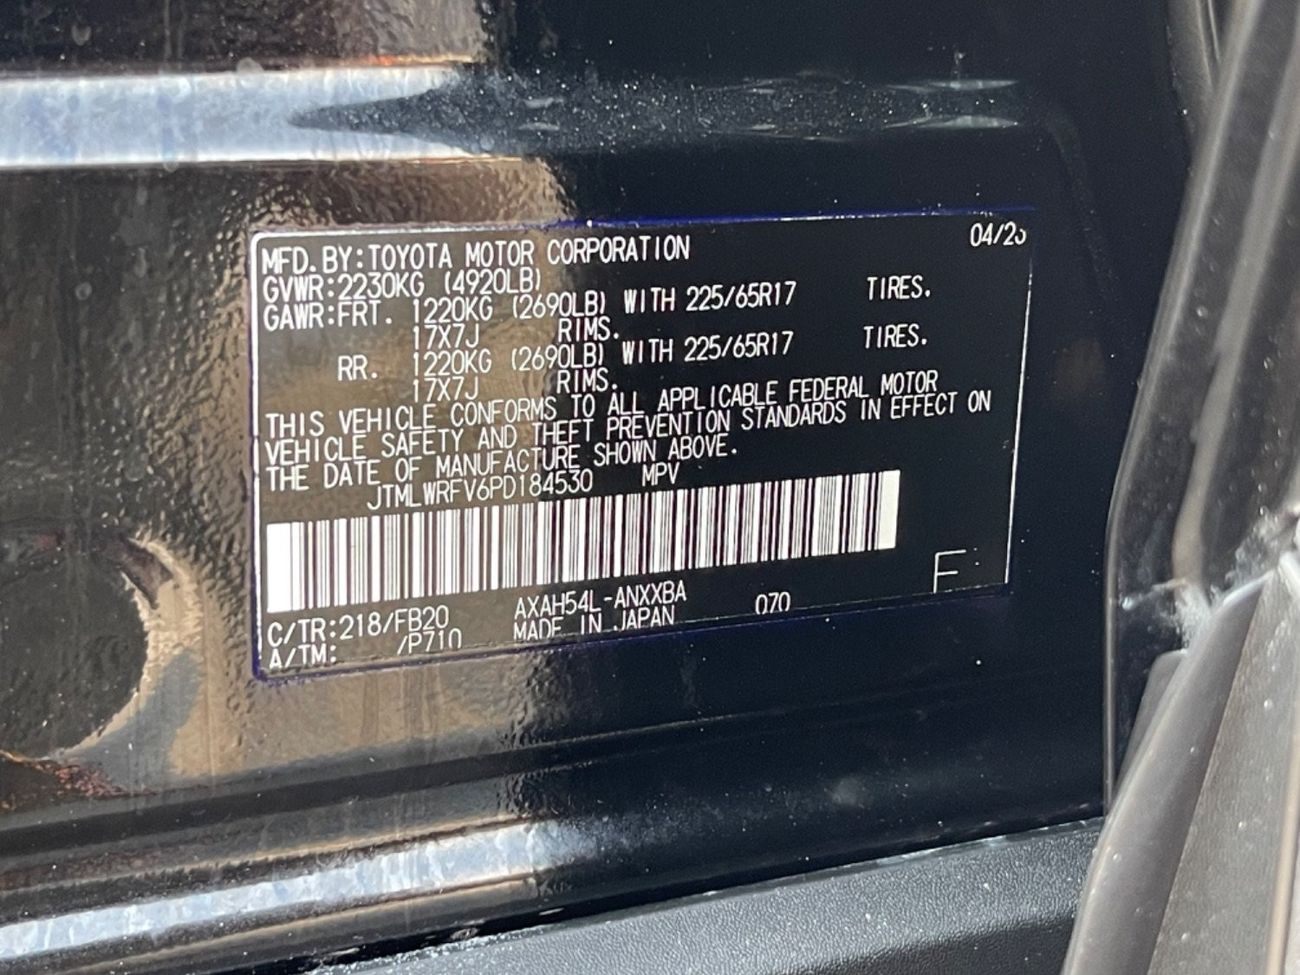 MFD.BY:TOYOTA MOTOR CORPORATION
GVWR:2230KG (4920LB)
GAWR:FRT. 1220KG (2690LB) WITH 225/65R17 TIRES.
17X7J RIMS.
RR. 1220KG (2690LB) WITH 225/65R17 TIRES.
17X7J RIMS.
THIS VEHICLE CONFORMS TO ALL APPLICABLE FEDERAL MOTOR
VEHICLE SAFETY AND THEFT PREVENTION STANDARDS IN EFFECT ON
THE DATE OF MANUFACTURE SHOWN ABOVE.
JTMLWRFV6PD184530 MPV
C/TR:218/FB20 AXAH54L-ANXXBA 070
A/TM: /P710 MADE IN JAPAN
F